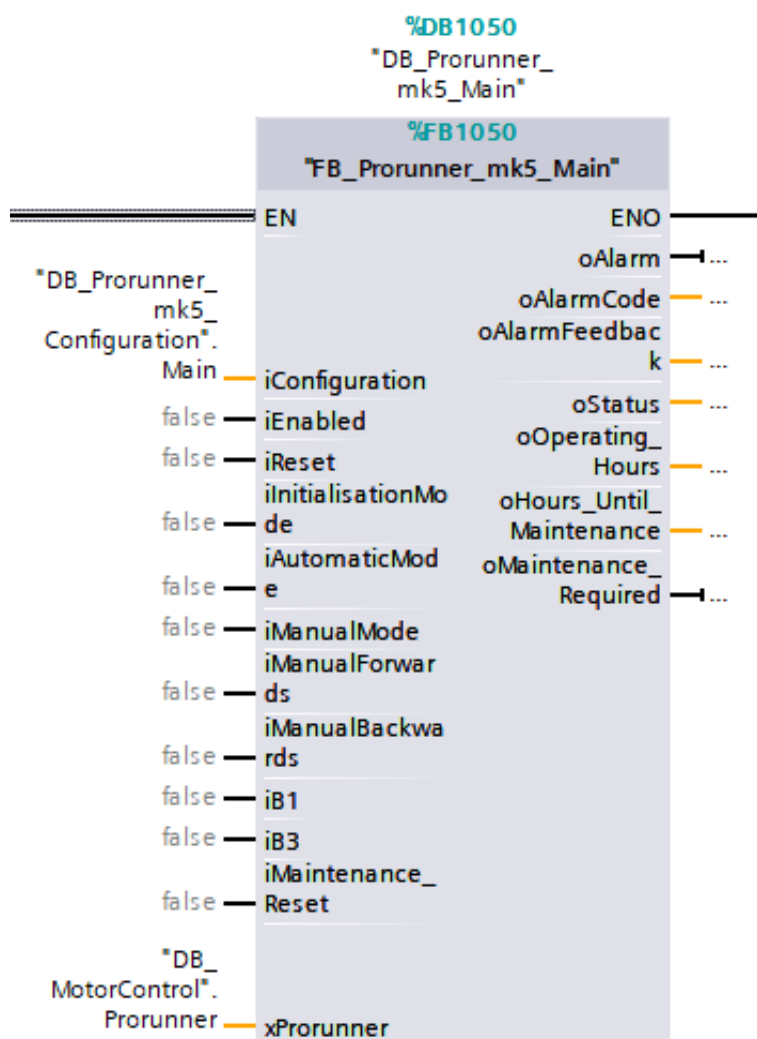 %DB1050
"DB_Prorunner_
mk5_Main"
%FB1050
"FB_Prorunner_mk5_Main"
EN
ENO
oAlarm
...
"DB_Prorunner_
mk5_
Configuration".
Main
iConfiguration
oAlarmCode
...
oAlarmFeedbac
k
...
false
iEnabled
oStatus
...
false
iReset
oOperating_
Hours
...
false
iInitialisationMo
de
oHours_Until_
Maintenance
...
false
iAutomaticMod
e
oMaintenance_
Required
...
false
iManualMode
false
iManualForwar
ds
false
iManualBackwa
rds
false
iB1
false
iB3
false
iMaintenance_
Reset
"DB_
MotorControl".
Prorunner
xProrunner